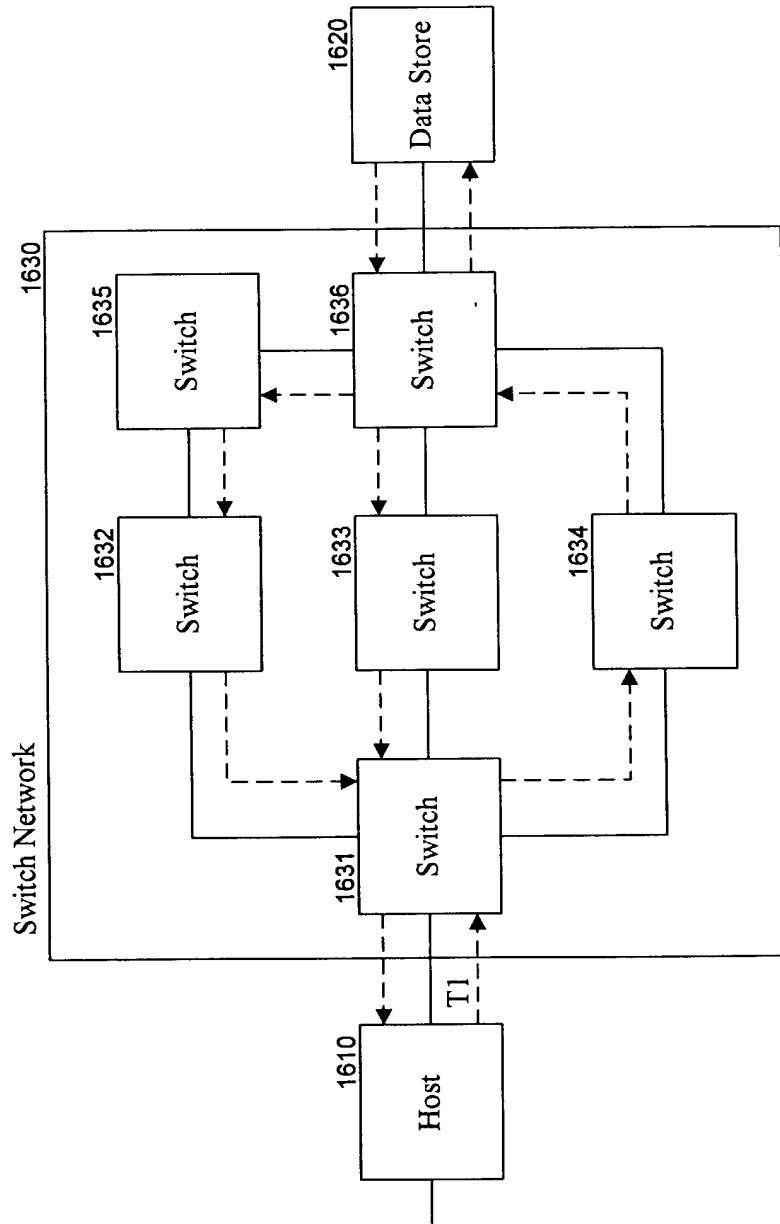 Switch Network
1630
1635
Switch
1632
Switch
1620
Data Store
1636
Switch
1633
Switch
1631
Switch
1610
Host
T1
1634
Switch